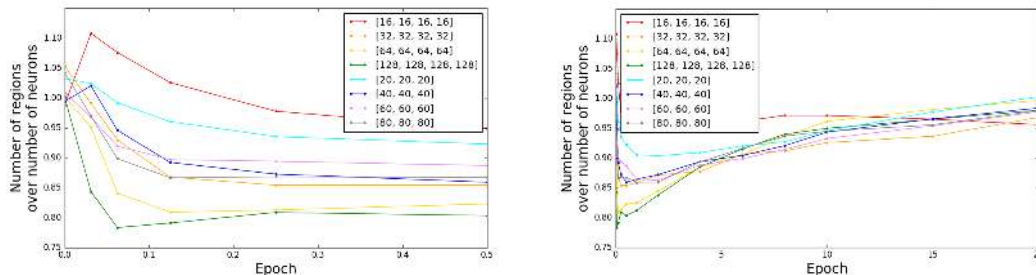 1.10
1.05
1.00
0.95
0.90
0.85
0.80
0.75
Number of regions
over number of neurons
0.0
0.1
0.2
0.3
0.4
0.5
Epoch
[16, 16, 16, 16]
[32, 32, 32, 32]
[64, 64, 64, 64]
[128, 128, 128, 128]
[20, 20, 20]
[40, 40, 40]
[60, 60, 60]
[80, 80, 80]
1.10
1.05
1.00
0.95
0.90
0.85
0.80
0.75
Number of regions
over number of neurons
0
5
10
15
Epoch
[16, 16, 16, 16]
[32, 32, 32, 32]
[64, 64, 64, 64]
[128, 128, 128, 128]
[20, 20, 20]
[40, 40, 40]
[60, 60, 60]
[80, 80, 80]